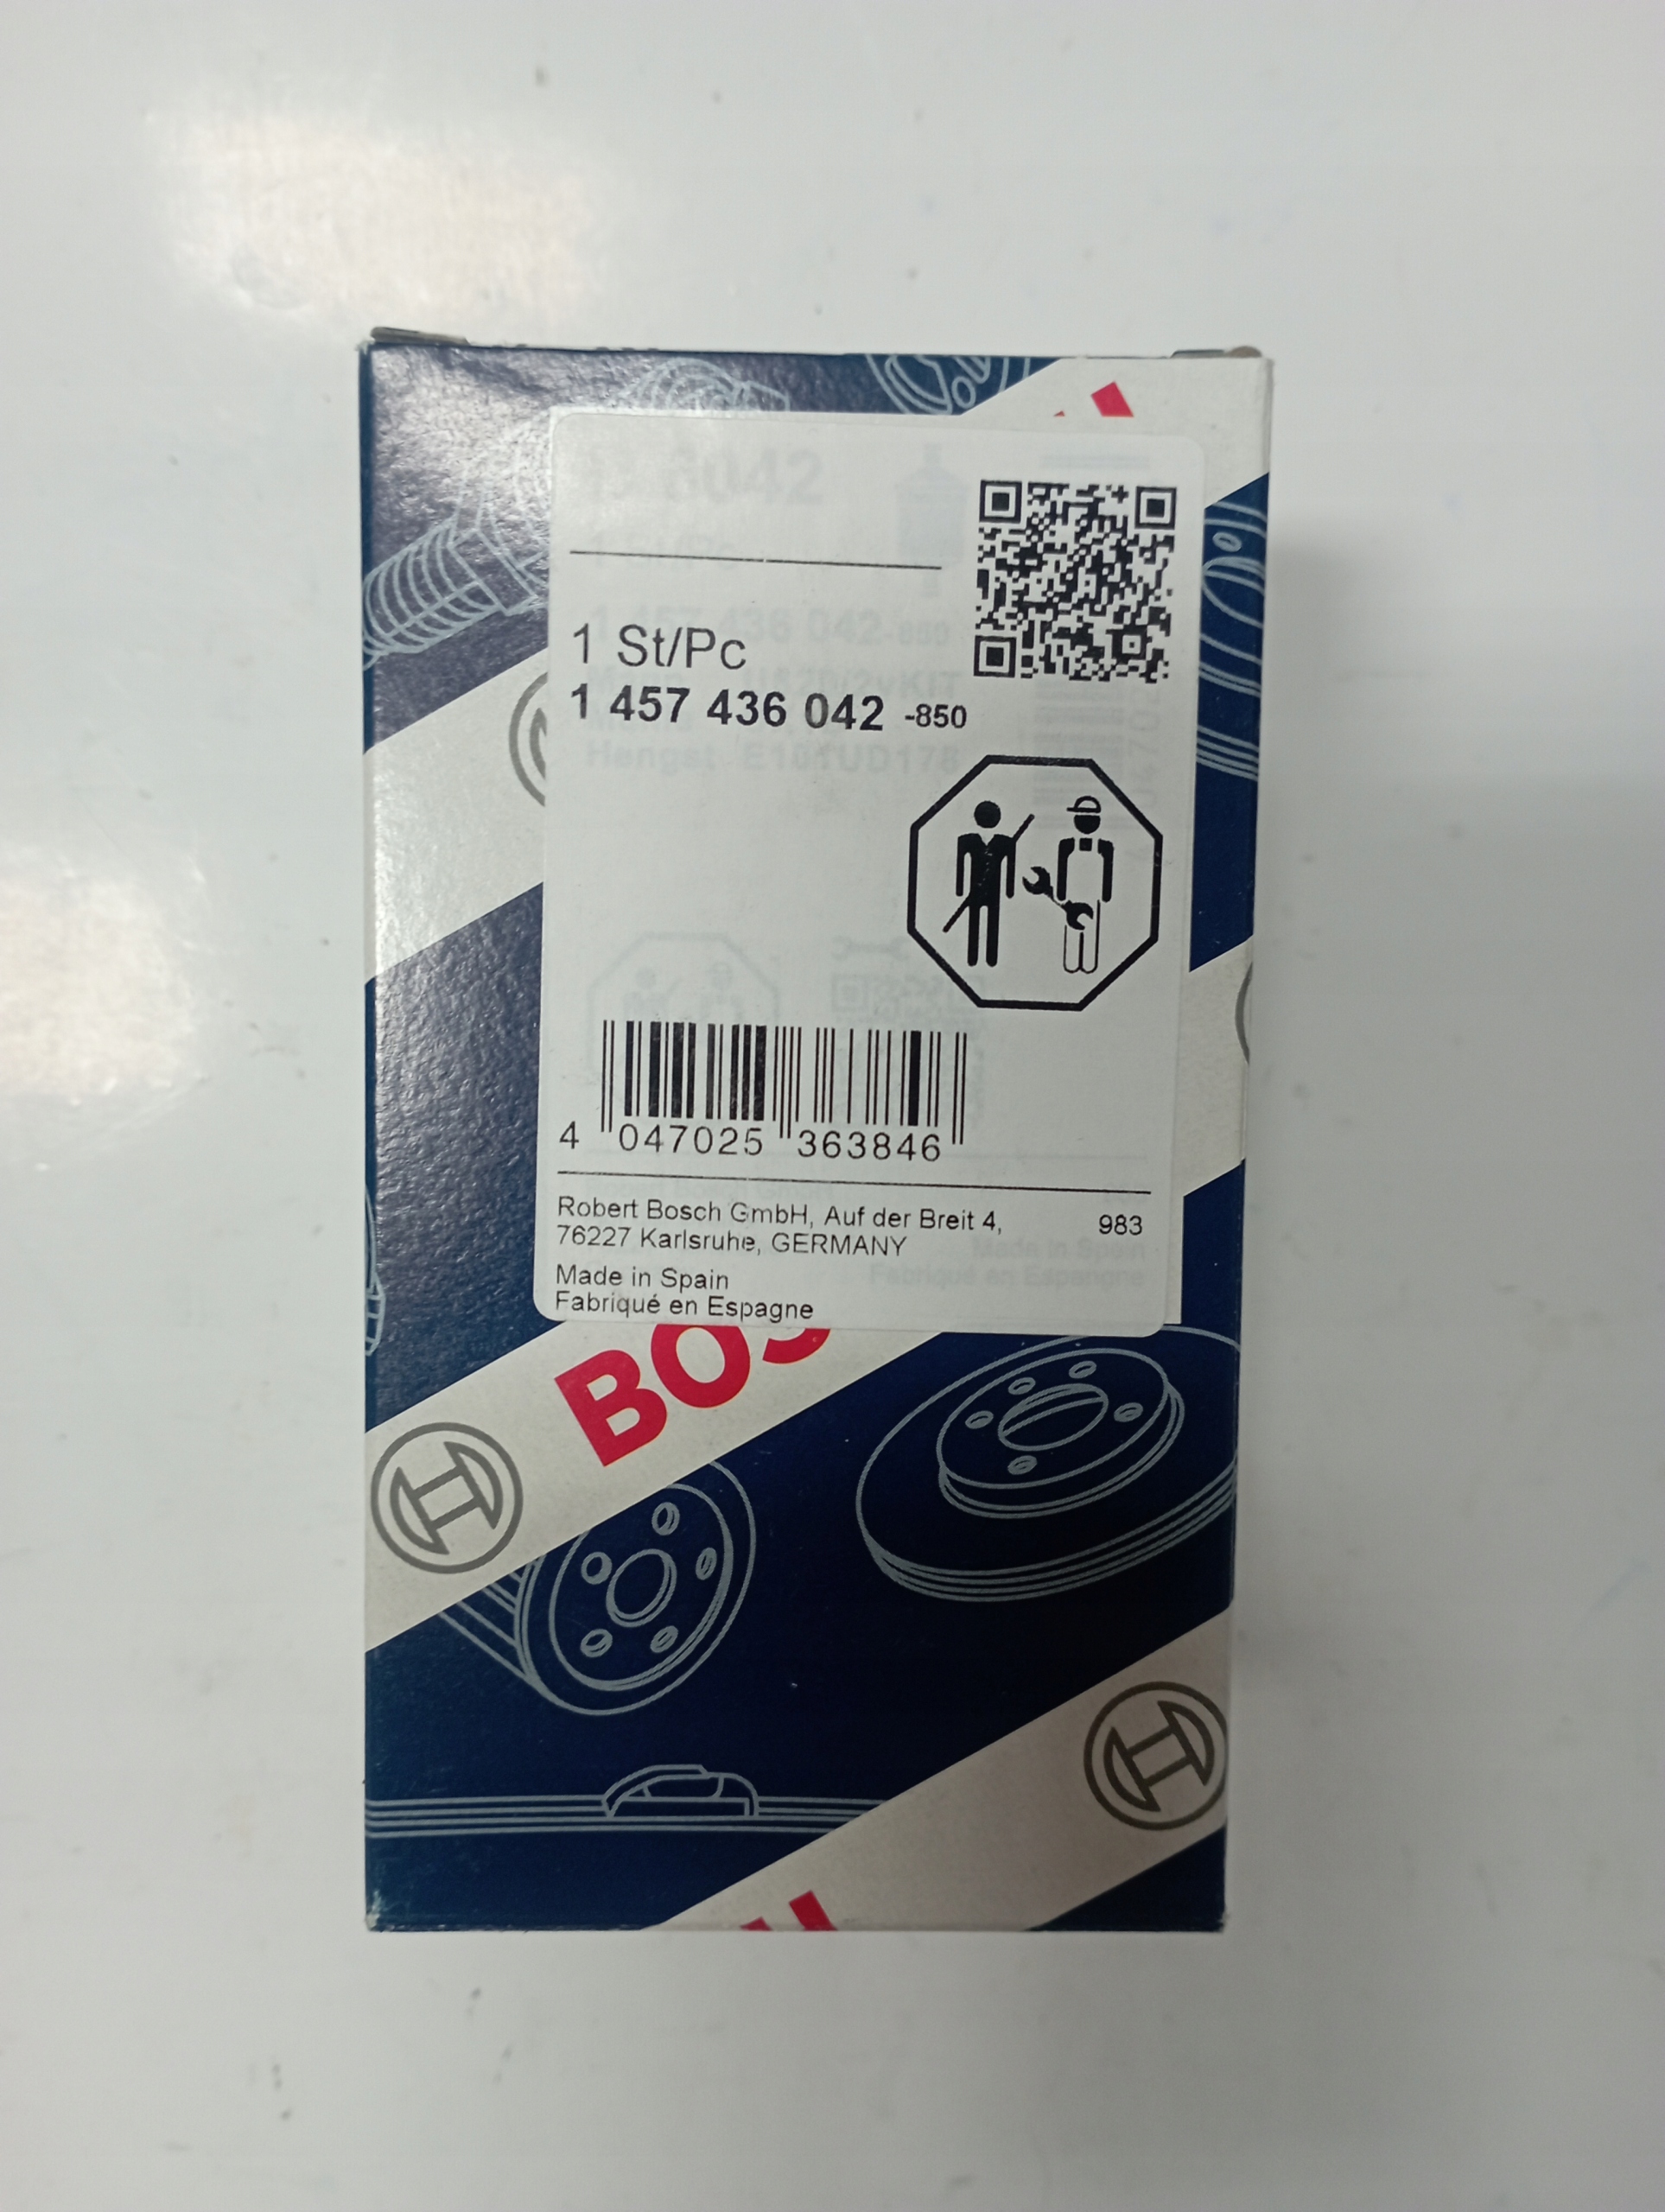 1 St/Pc
1 457 436 042 -850
4 047025 363846
Robert Bosch GmbH, Auf der Breit 4,
983
76227 Karlsruhe, GERMANY
Made in Spain
Fabriqué en Espagne